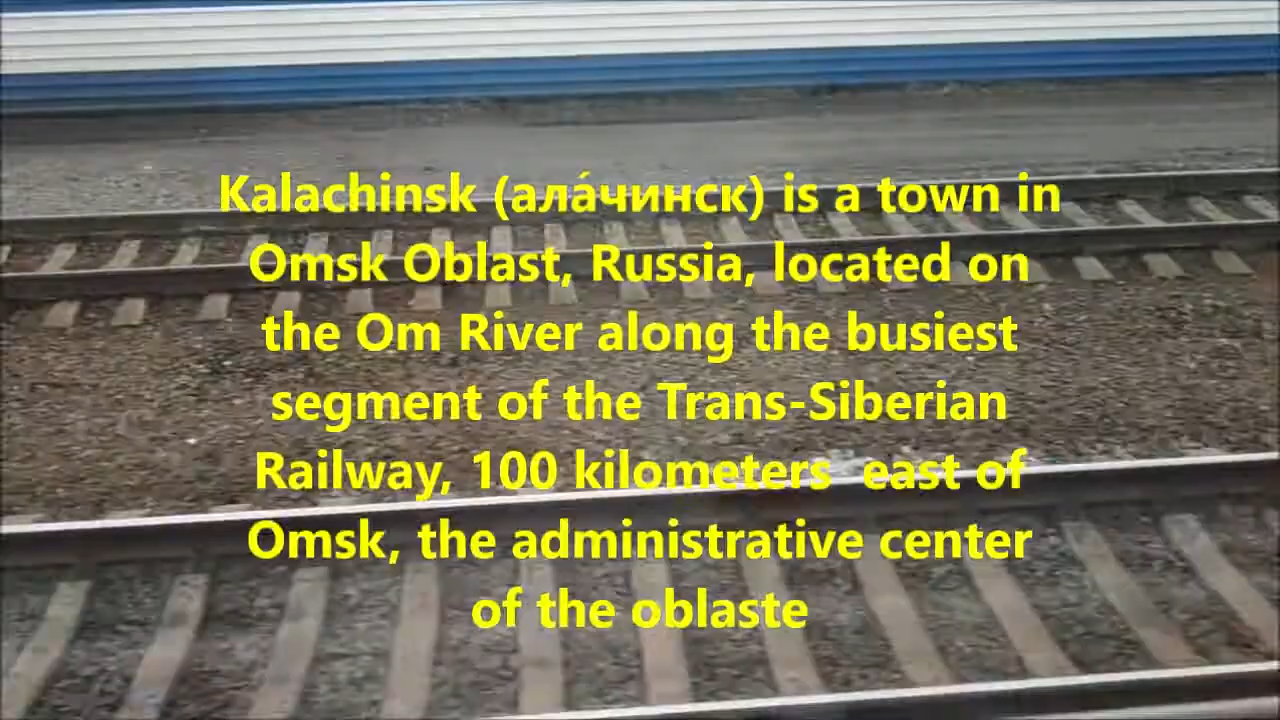 Kalachinsk (ала́чинск) is a town in
Omsk Oblast, Russia, located on
the Om River along the busiest
segment of the Trans-Siberian
Railway, 100 kilometers  east of
Omsk, the administrative center
of the oblaste